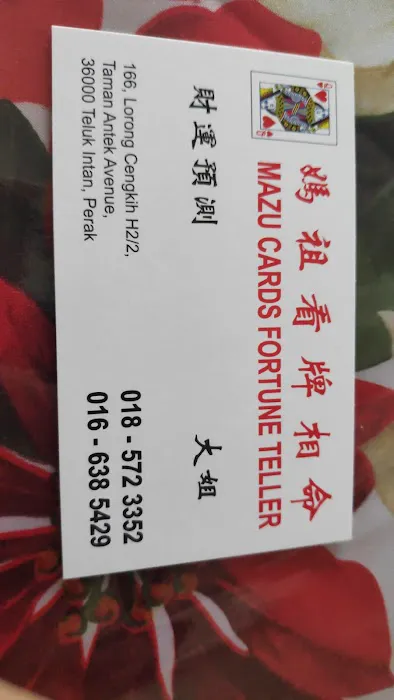 媽祖看牌相命
MAZU CARDS FORTUNE TELLER
財運預測
大姐
166, Lorong Cengkih H2/2,
Taman Antek Avenue,
36000 Teluk Intan, Perak
018 - 572 3352
016 - 638 5429